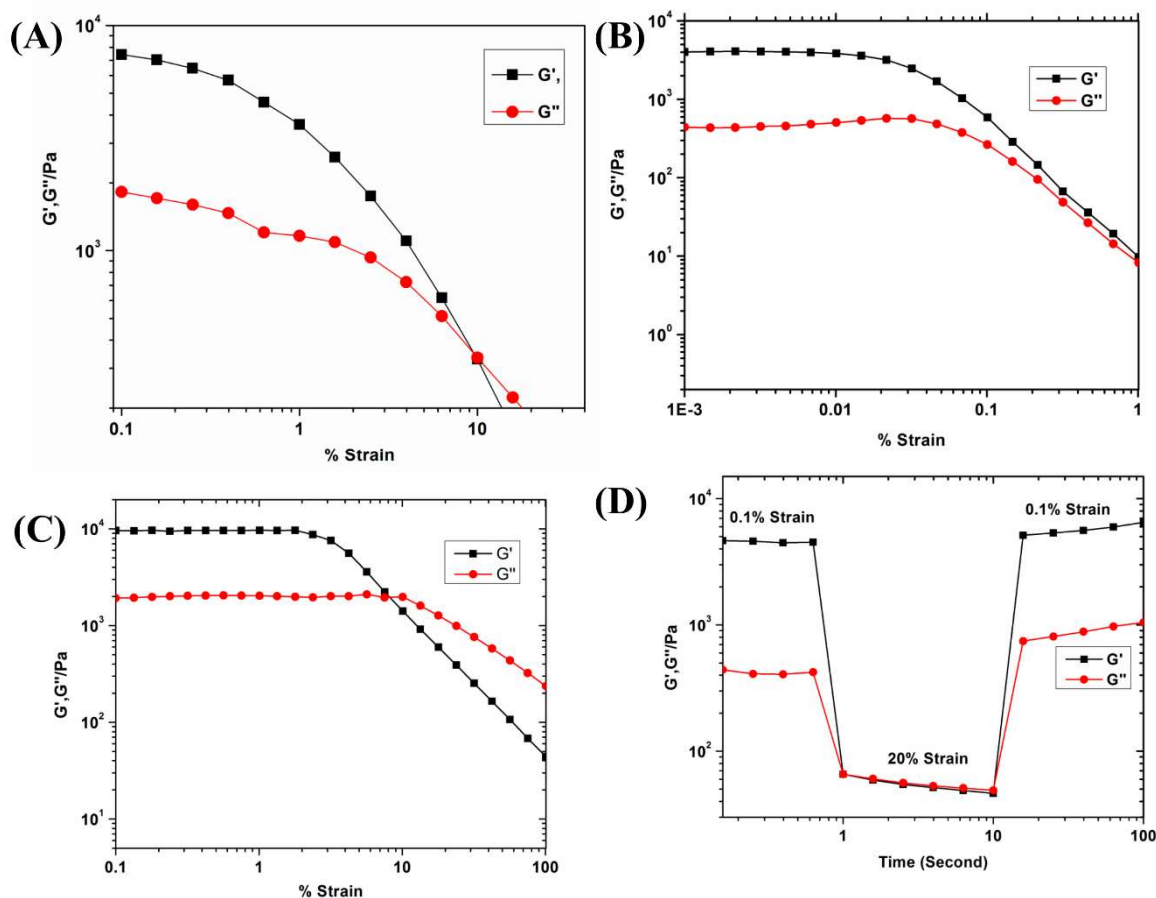 (A)
10⁴
10³
G',G''/Pa
G',
G''
0.1
1
10
% Strain
(B)
10⁴
10³
10²
10¹
10⁰
G',G''/Pa
G'
G''
1E-3
0.01
0.1
1
% Strain
(C)
10⁴
10³
10²
10¹
G',G''/Pa
G'
G''
0.1
1
10
100
% Strain
(D)
10⁴
10³
10²
G',G''/Pa
0.1% Strain
0.1% Strain
20% Strain
G'
G''
1
10
100
Time (Second)